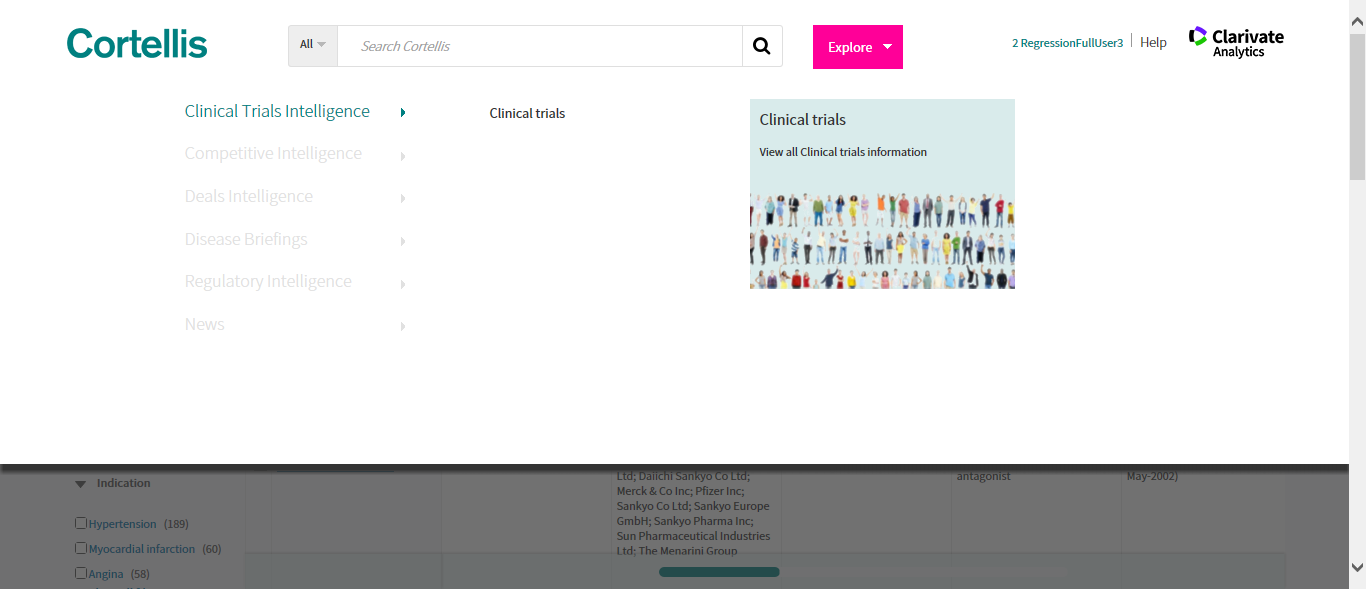 Cortellis
All
Search Cortellis
Explore
2 RegressionFullUser3
Help
Clarivate
Analytics
Clinical Trials Intelligence
Competitive Intelligence
Deals Intelligence
Disease Briefings
Regulatory Intelligence
News
Clinical trials
Clinical trials
View all Clinical trials information
Indication
Hypertension (189)
Myocardial infarction (60)
Angina (58)
Ltd; Daiichi Sankyo Co Ltd;
Merck & Co Inc; Pfizer Inc;
Sankyo Co Ltd; Sankyo Europe
GmbH; Sankyo Pharma Inc;
Sun Pharmaceutical Industries
Ltd; The Menarini Group
antagonist
May-2002)